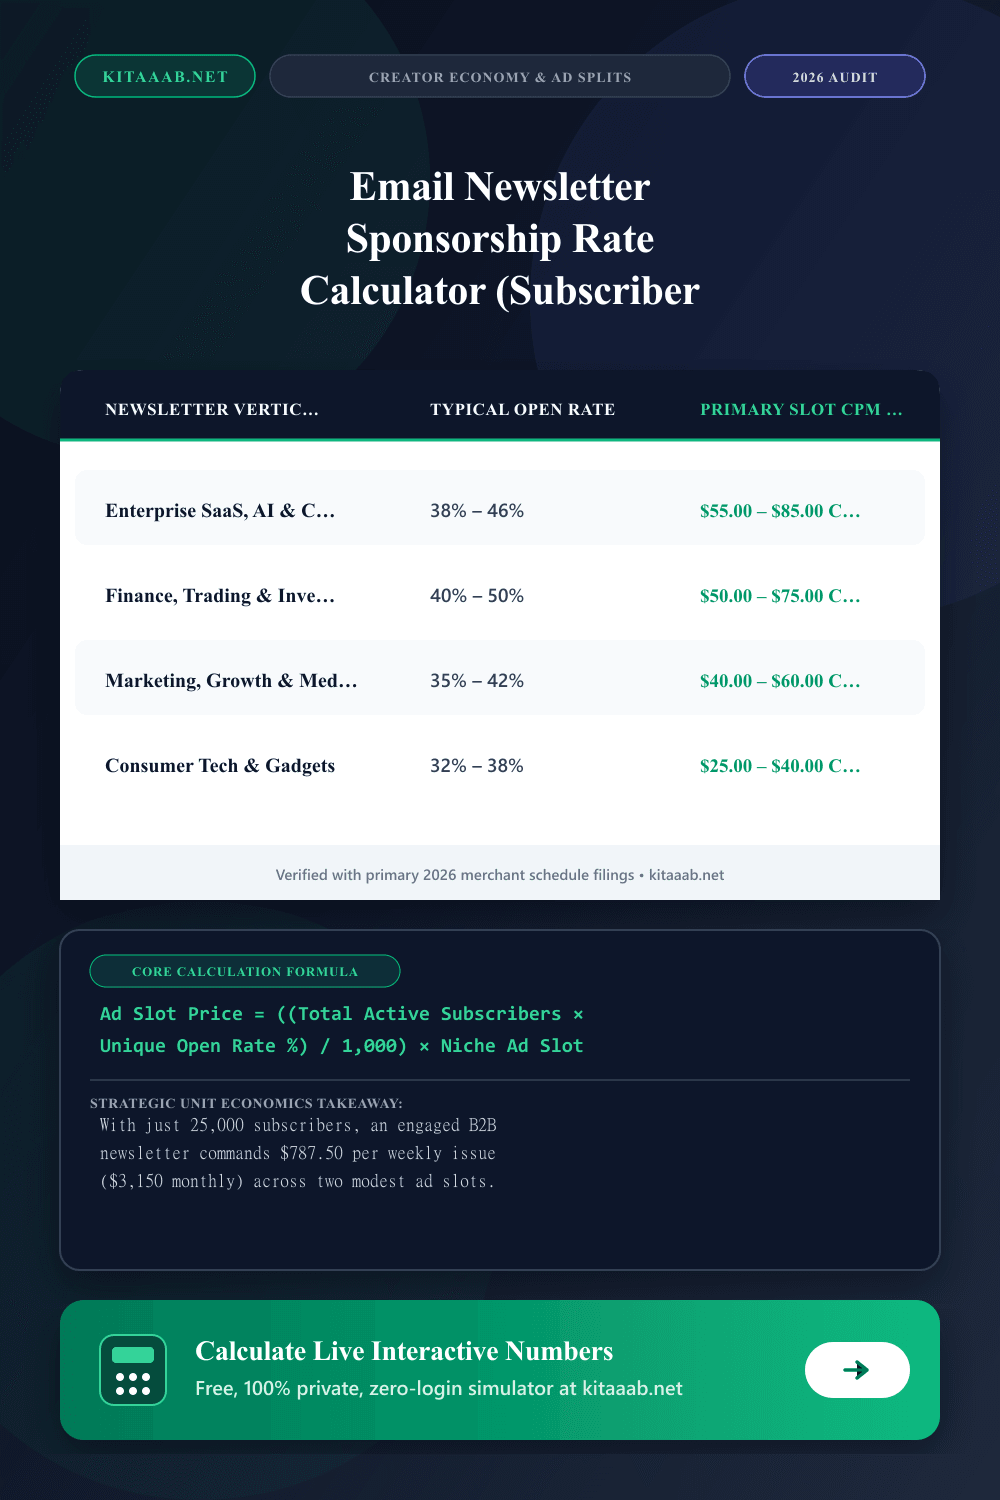 KITAAAB.NET
CREATOR ECONOMY & AD SPLITS
2026 AUDIT
Email Newsletter
Sponsorship Rate
Calculator (Subscriber
NEWSLETTER VERTIC... TYPICAL OPEN RATE PRIMARY SLOT CPM ...
Enterprise SaaS, AI & C... 38% – 46% $55.00 – $85.00 C...
Finance, Trading & Inve... 40% – 50% $50.00 – $75.00 C...
Marketing, Growth & Med... 35% – 42% $40.00 – $60.00 C...
Consumer Tech & Gadgets 32% – 38% $25.00 – $40.00 C...
Verified with primary 2026 merchant schedule filings • kitaaab.net
CORE CALCULATION FORMULA
Ad Slot Price = ((Total Active Subscribers ×
Unique Open Rate %) / 1,000) × Niche Ad Slot
STRATEGIC UNIT ECONOMICS TAKEAWAY:
With just 25,000 subscribers, an engaged B2B
newsletter commands $787.50 per weekly issue
($3,150 monthly) across two modest ad slots.
Calculate Live Interactive Numbers
Free, 100% private, zero-login simulator at kitaaab.net